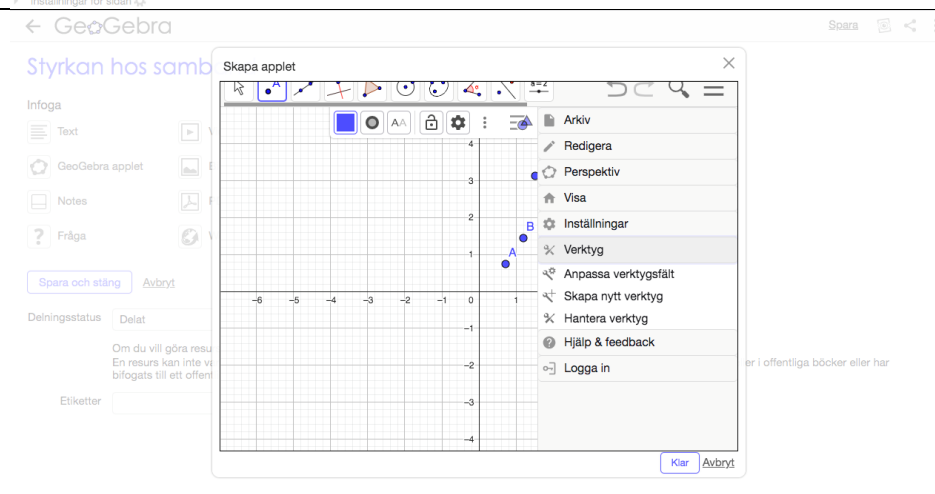 Inställningar för sidan
GeoGebra
Spara
Styrkan hos samb
Skapa applet
Infoga
Text
GeoGebra applet
Notes
Fråga
Spara och stäng
Avbryt
Delningsstatus
Delat
Om du vill göra resu
En resurs kan inte va
er i offentliga böcker eller har
bifogats till ett offent
Etiketter
A
a=2
AA
Arkiv
Redigera
Perspektiv
Visa
Inställningar
Verktyg
Anpassa verktygsfält
Skapa nytt verktyg
Hantera verktyg
Hjälp & feedback
Logga in
4
3
2
B
A
1
−6 −5 −4 −3 −2 −1 0 1
−1
−2
−3
−4
Klar
Avbryt